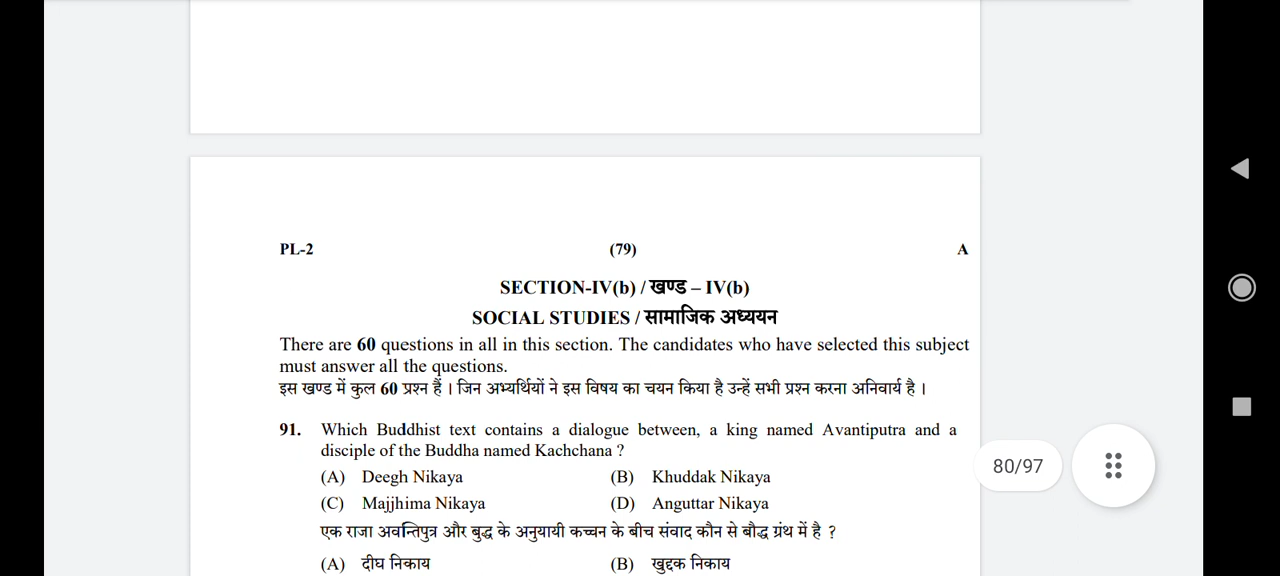 PL-2 (79) A
SECTION-IV(b) / खण्ड – IV(b)
SOCIAL STUDIES / सामाजिक अध्ययन
There are 60 questions in all in this section. The candidates who have selected this subject
must answer all the questions.
इस खण्ड में कुल 60 प्रश्न हैं । जिन अभ्यर्थियों ने इस विषय का चयन किया है उन्हें सभी प्रश्न करना अनिवार्य है ।
91. Which Buddhist text contains a dialogue between, a king named Avantiputra and a
disciple of the Buddha named Kachchana ?
(A) Deegh Nikaya (B) Khuddak Nikaya
(C) Majjhima Nikaya (D) Anguttar Nikaya
एक राजा अवन्तिपुत्र और बुद्ध के अनुयायी कच्चन के बीच संवाद कौन से बौद्ध ग्रंथ में है ?
(A) दीघ निकाय (B) खुद्दक निकाय
80/97